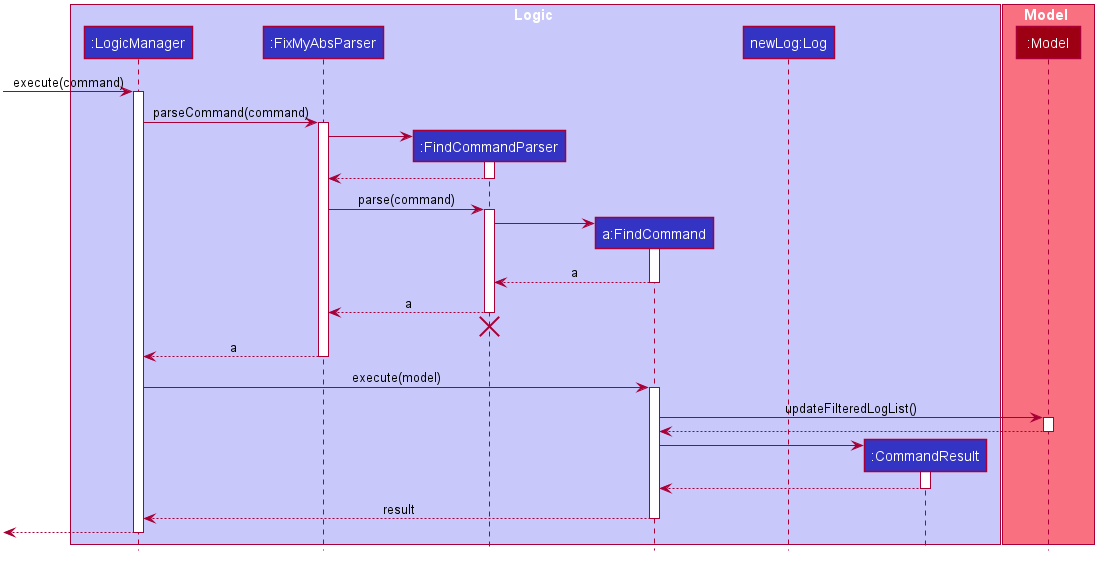 Logic
Model
:LogicManager
:FixMyAbsParser
newLog:Log
:Model
execute(command)
parseCommand(command)
:FindCommandParser
parse(command)
a:FindCommand
a
a
a
execute(model)
updateFilteredLogList()
:CommandResult
result